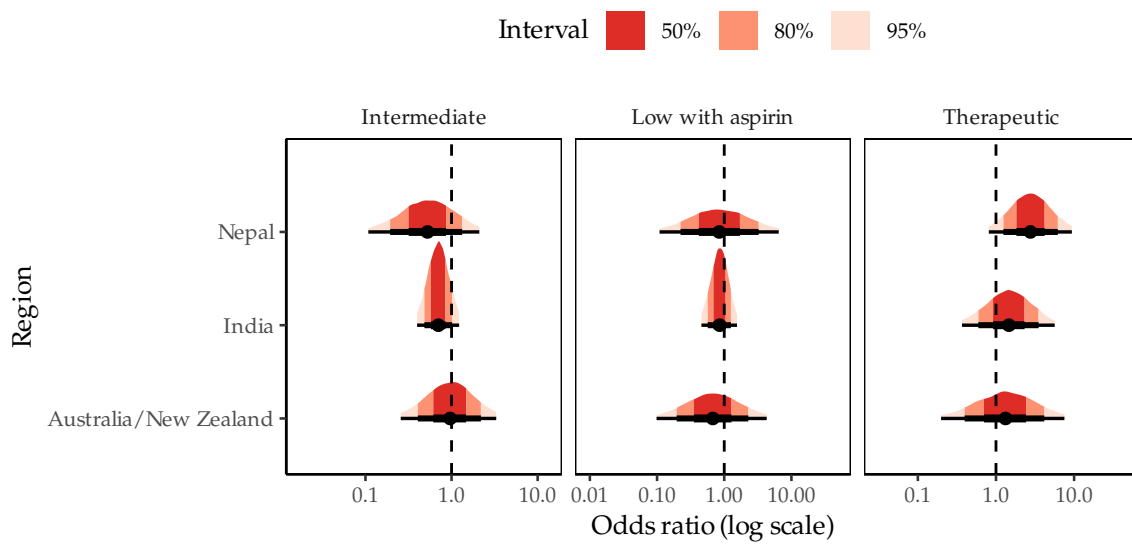 Interval 50% 80% 95%
Intermediate Low with aspirin Therapeutic
Region
Nepal
India
Australia/New Zealand
0.1 1.0 10.0 0.01 0.10 1.00 10.00 0.1 1.0 10.0
Odds ratio (log scale)